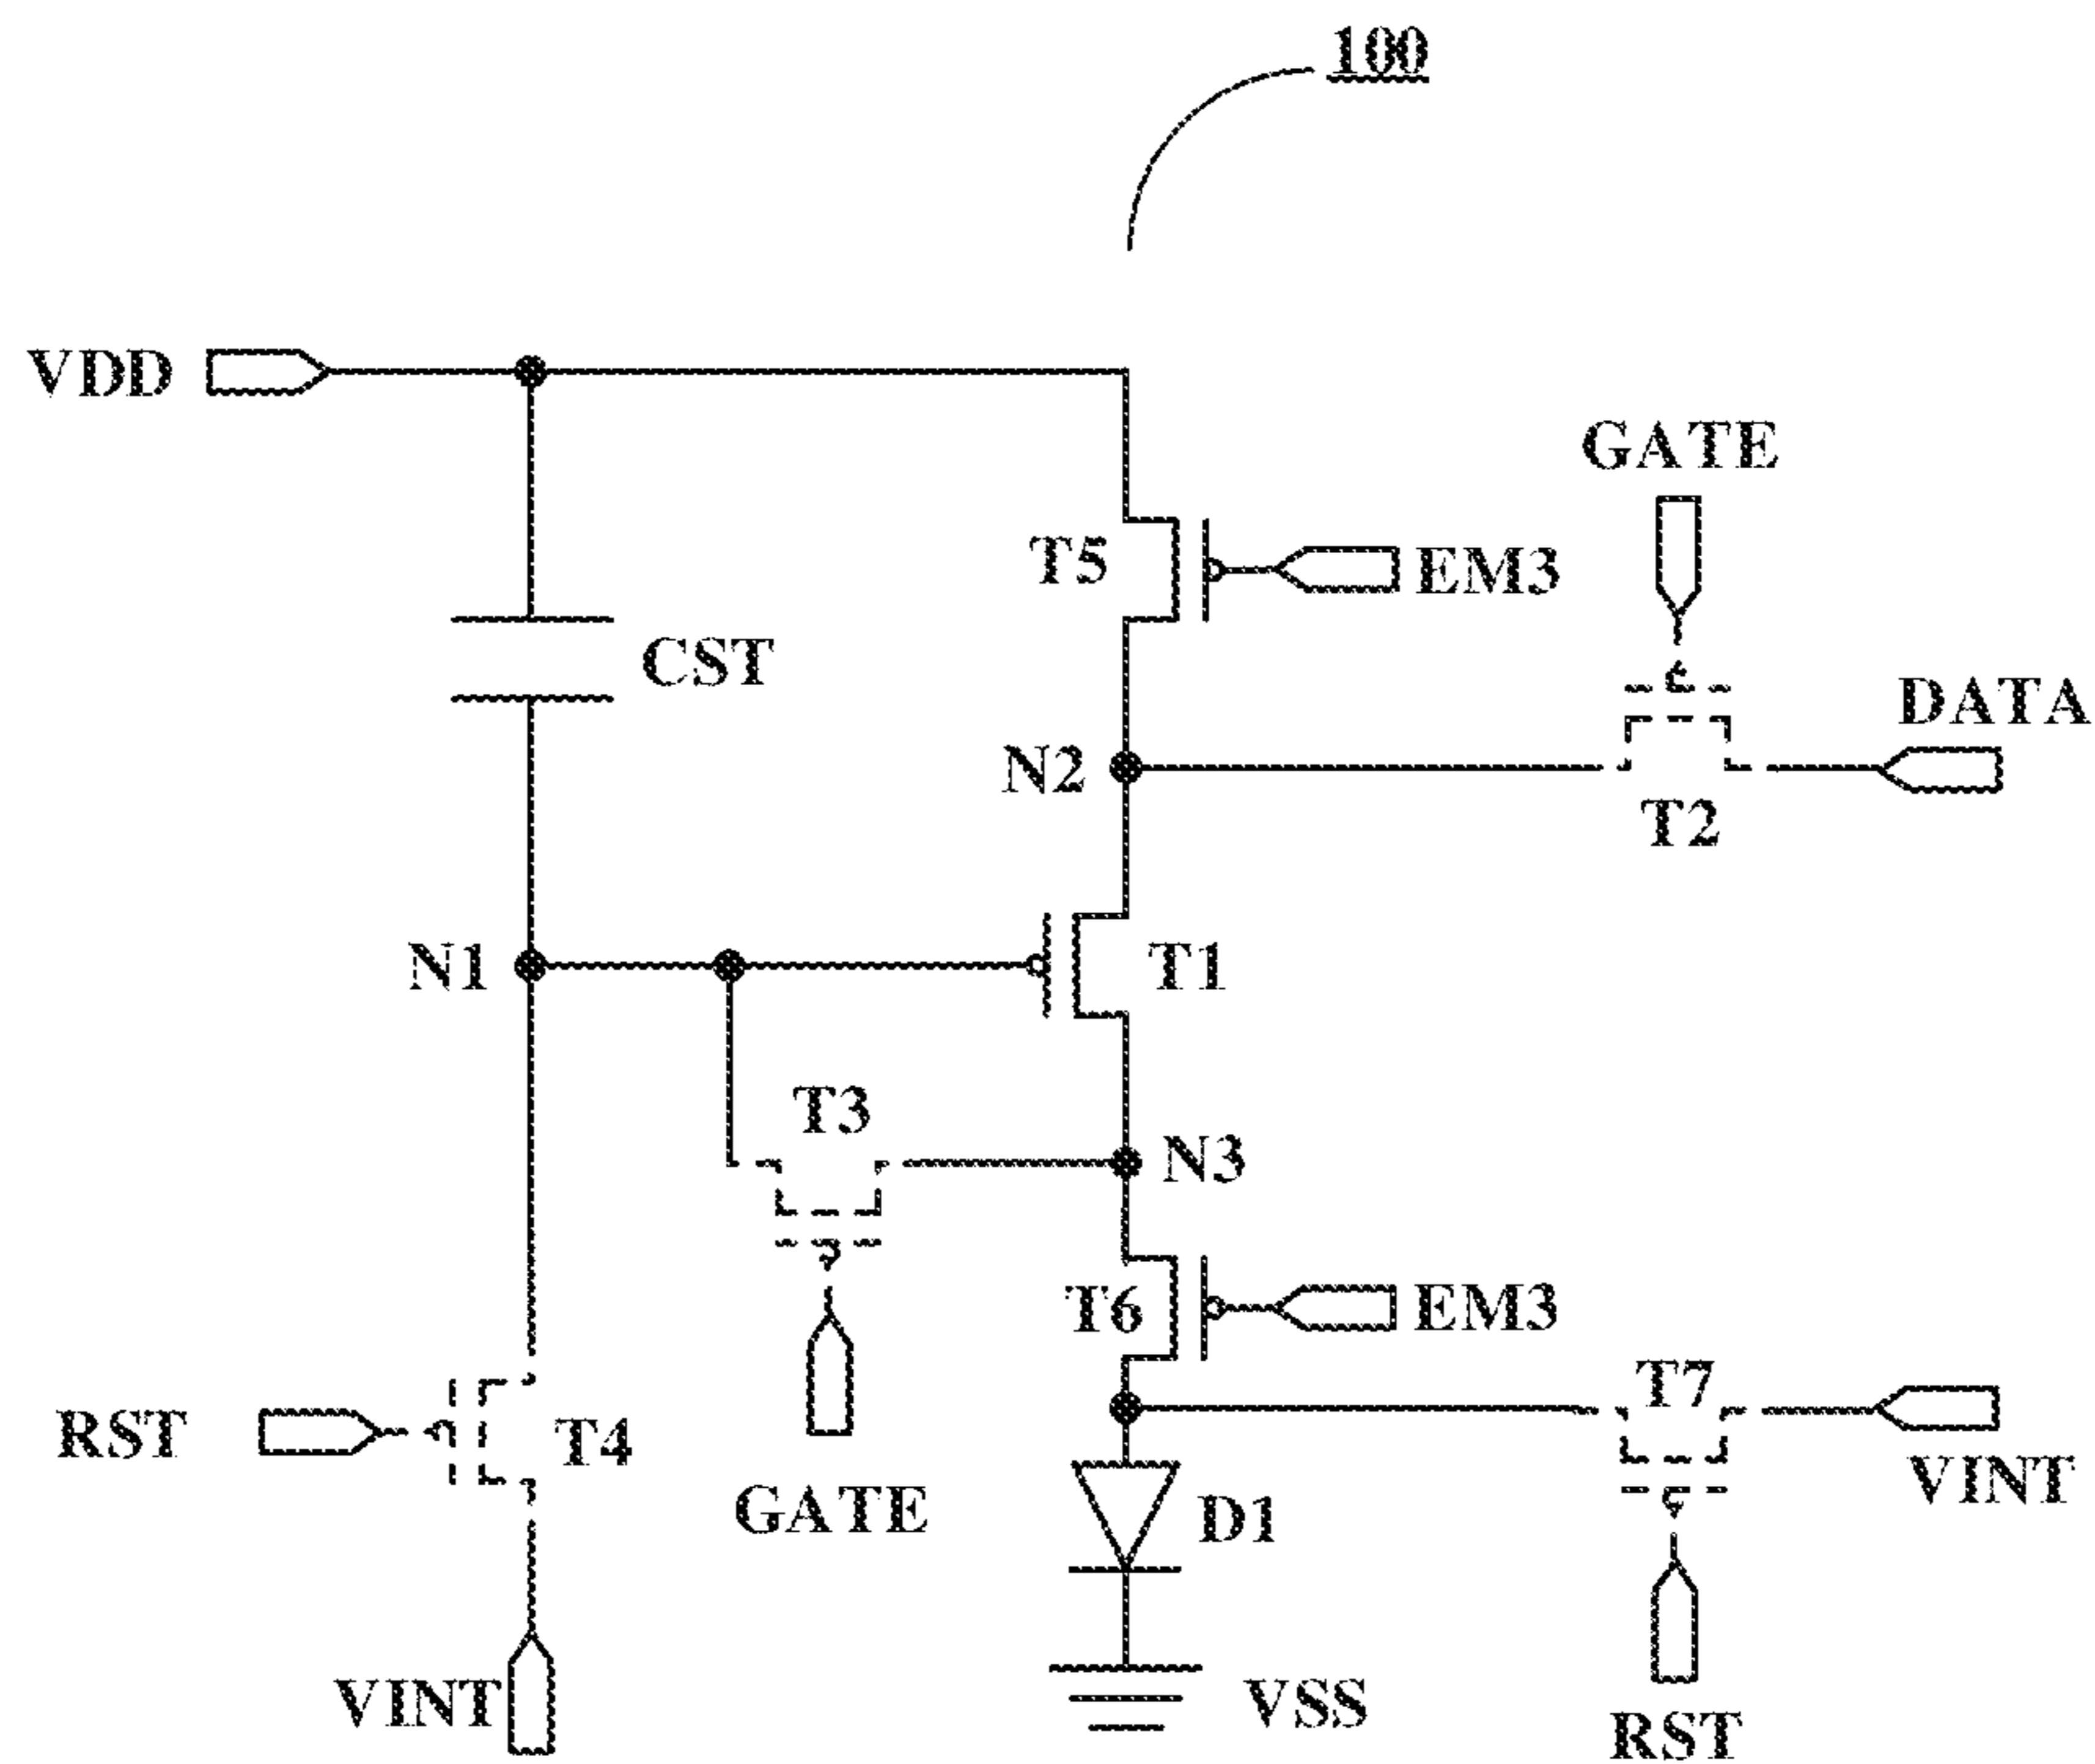 100
VDD
GATE
T5
EM3
CST
DATA
N2
T2
N1
T1
T3
N3
T6
EM3
T7
RST
T4
VINT
GATE
D1
VINT
VSS
RST